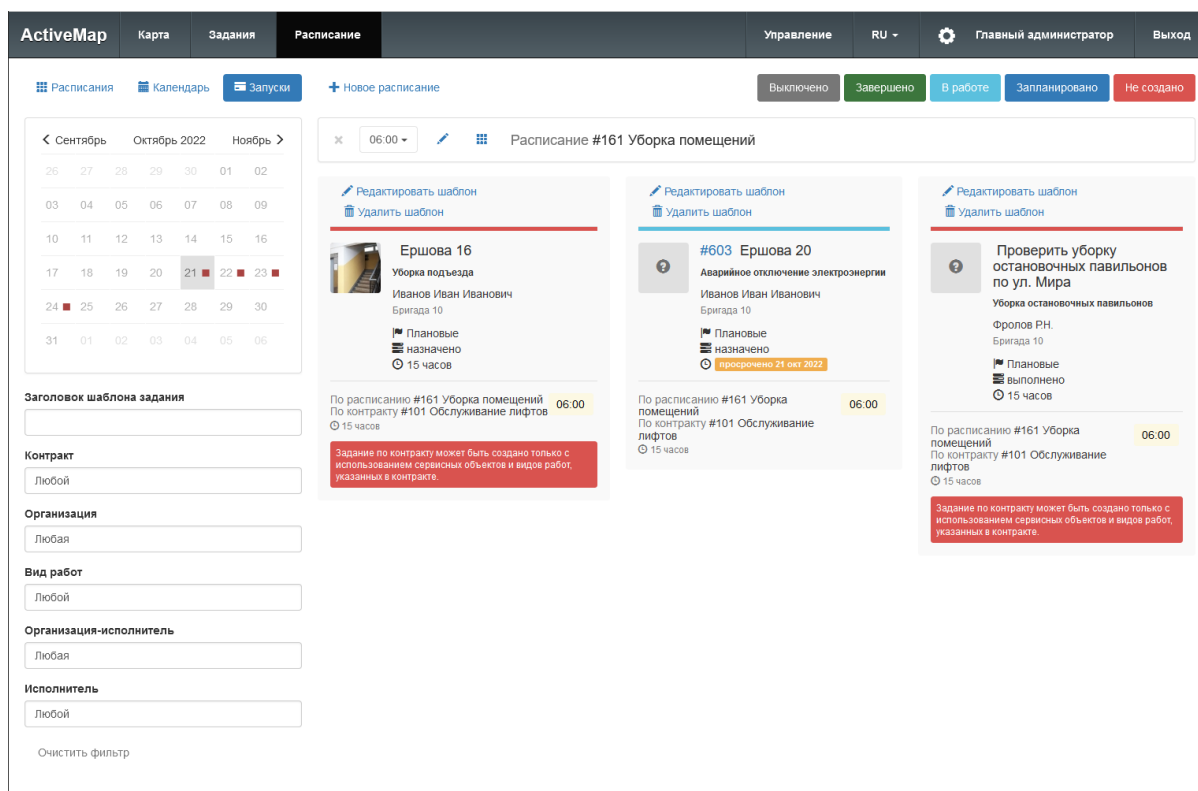 ActiveMap Карта Задания Расписание Управление RU Главный администратор Выход
Расписания Календарь Запуски Новое расписание Выключено Завершено В работе Запланировано Не создано
Сентябрь Октябрь 2022 Ноябрь
26 27 28 29 30 01 02
03 04 05 06 07 08 09
10 11 12 13 14 15 16
17 18 19 20 21 22 23
24 25 26 27 28 29 30
31 01 02 03 04 05 06
Заголовок шаблона задания
Контракт
Любой
Организация
Любая
Вид работ
Любой
Организация-исполнитель
Любая
Исполнитель
Любой
Очистить фильтр
06:00 Расписание #161 Уборка помещений
Редактировать шаблон
Удалить шаблон
Ершова 16
Уборка подъезда
Иванов Иван Иванович
Бригада 10
Плановые
назначено
15 часов
По расписанию #161 Уборка помещений
По контракту #101 Обслуживание лифтов
06:00
15 часов
Задание по контракту может быть создано только с
использованием сервисных объектов и видов работ,
указанных в контракте.
Редактировать шаблон
Удалить шаблон
#603 Ершова 20
Аварийное отключение электроэнергии
Иванов Иван Иванович
Бригада 10
Плановые
назначено
просрочено 21 окт 2022
По расписанию #161 Уборка
помещений
По контракту #101 Обслуживание
лифтов
06:00
15 часов
Редактировать шаблон
Удалить шаблон
Проверить уборку
остановочных павильонов
по ул. Мира
Уборка остановочных павильонов
Фролов Р.Н.
Бригада 10
Плановые
выполнено
15 часов
По расписанию #161 Уборка
помещений
По контракту #101 Обслуживание
лифтов
06:00
15 часов
Задание по контракту может быть создано только с
использованием сервисных объектов и видов работ,
указанных в контракте.